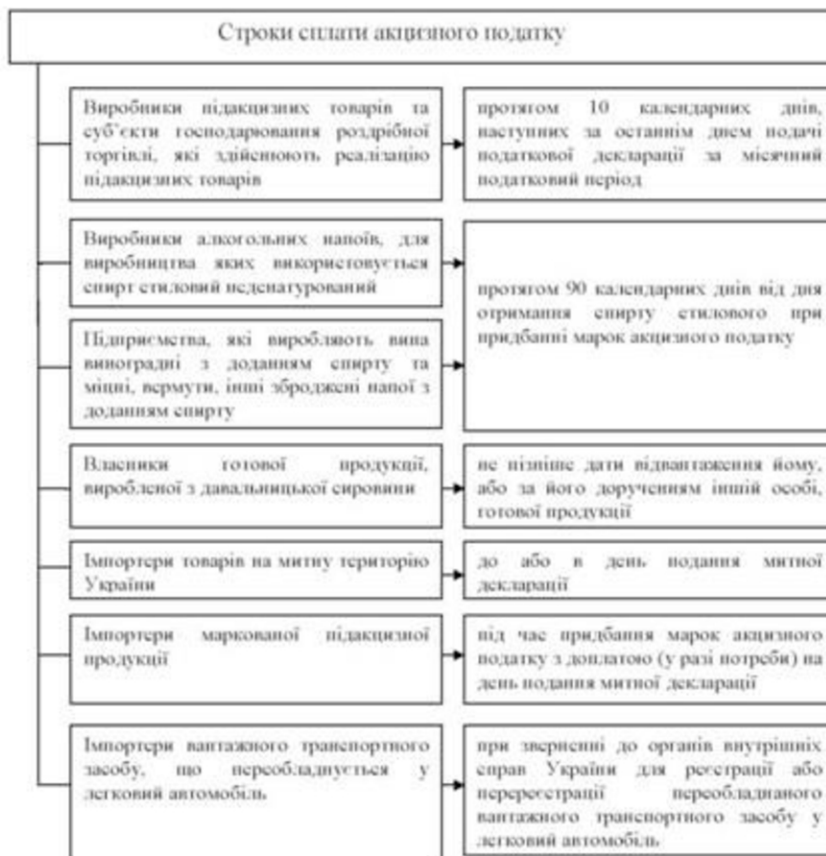 Строки сплати акцизного податку
Виробники підакцизних товарів та
суб`єкти господарювання роздрібної
торгівлі, які здійснюють реалізацію
підакцизних товарів
протягом 10 календарних днів,
наступних за останнім днем подачі
податкової декларації за місячний
податковий період
Виробники алкогольних напоїв, для
виробництва яких використовується
спирт етиловий неденатурований
Підприємства, які виробляють вина
виноградні з доданням спирту та
міцні, вермути, інші зброджені напої з
доданням спирту
протягом 90 календарних днів від дня
отримання спирту етилового при
придбанні марок акцизного податку
Власники готової продукції,
виробленої з давальницької сировини
не пізніше дати відвантаження йому,
або за його дорученням іншій особі,
готової продукції
Імпортери товарів на митну територію
України
до або в день подання митної
декларації
Імпортери маркованої підакцизної
продукції
під час придбання марок акцизного
податку з доплатою (у разі потреби) на
день подання митної декларації
Імпортери вантажного транспортного
засобу, що переобладнується у
легковий автомобіль
при зверненні до органів внутрішніх
справ України для реєстрації або
перереєстрації переобладнаного
вантажного транспортного засобу у
легковий автомобіль